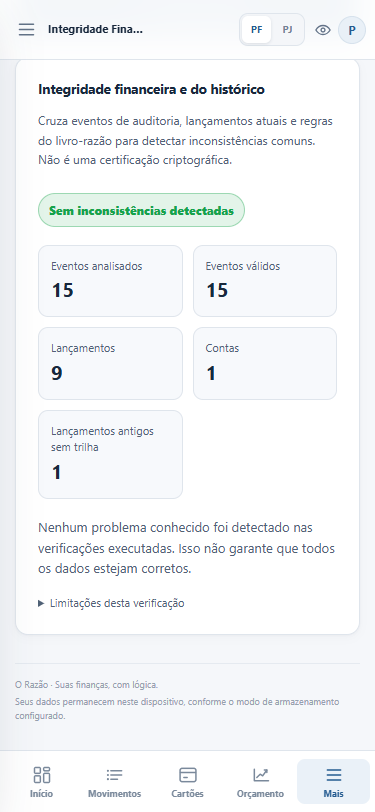 Integridade Fina...
PF
PJ
P
Integridade financeira e do histórico
Cruza eventos de auditoria, lançamentos atuais e regras
do livro-razão para detectar inconsistências comuns.
Não é uma certificação criptográfica.
Sem inconsistências detectadas
Eventos analisados
15
Eventos válidos
15
Lançamentos
9
Contas
1
Lançamentos antigos
sem trilha
1
Nenhum problema conhecido foi detectado nas
verificações executadas. Isso não garante que todos
os dados estejam corretos.
Limitações desta verificação
O Razão · Suas finanças, com lógica.
Seus dados permanecem neste dispositivo, conforme o modo de armazenamento
configurado.
Início
Movimentos
Cartões
Orçamento
Mais